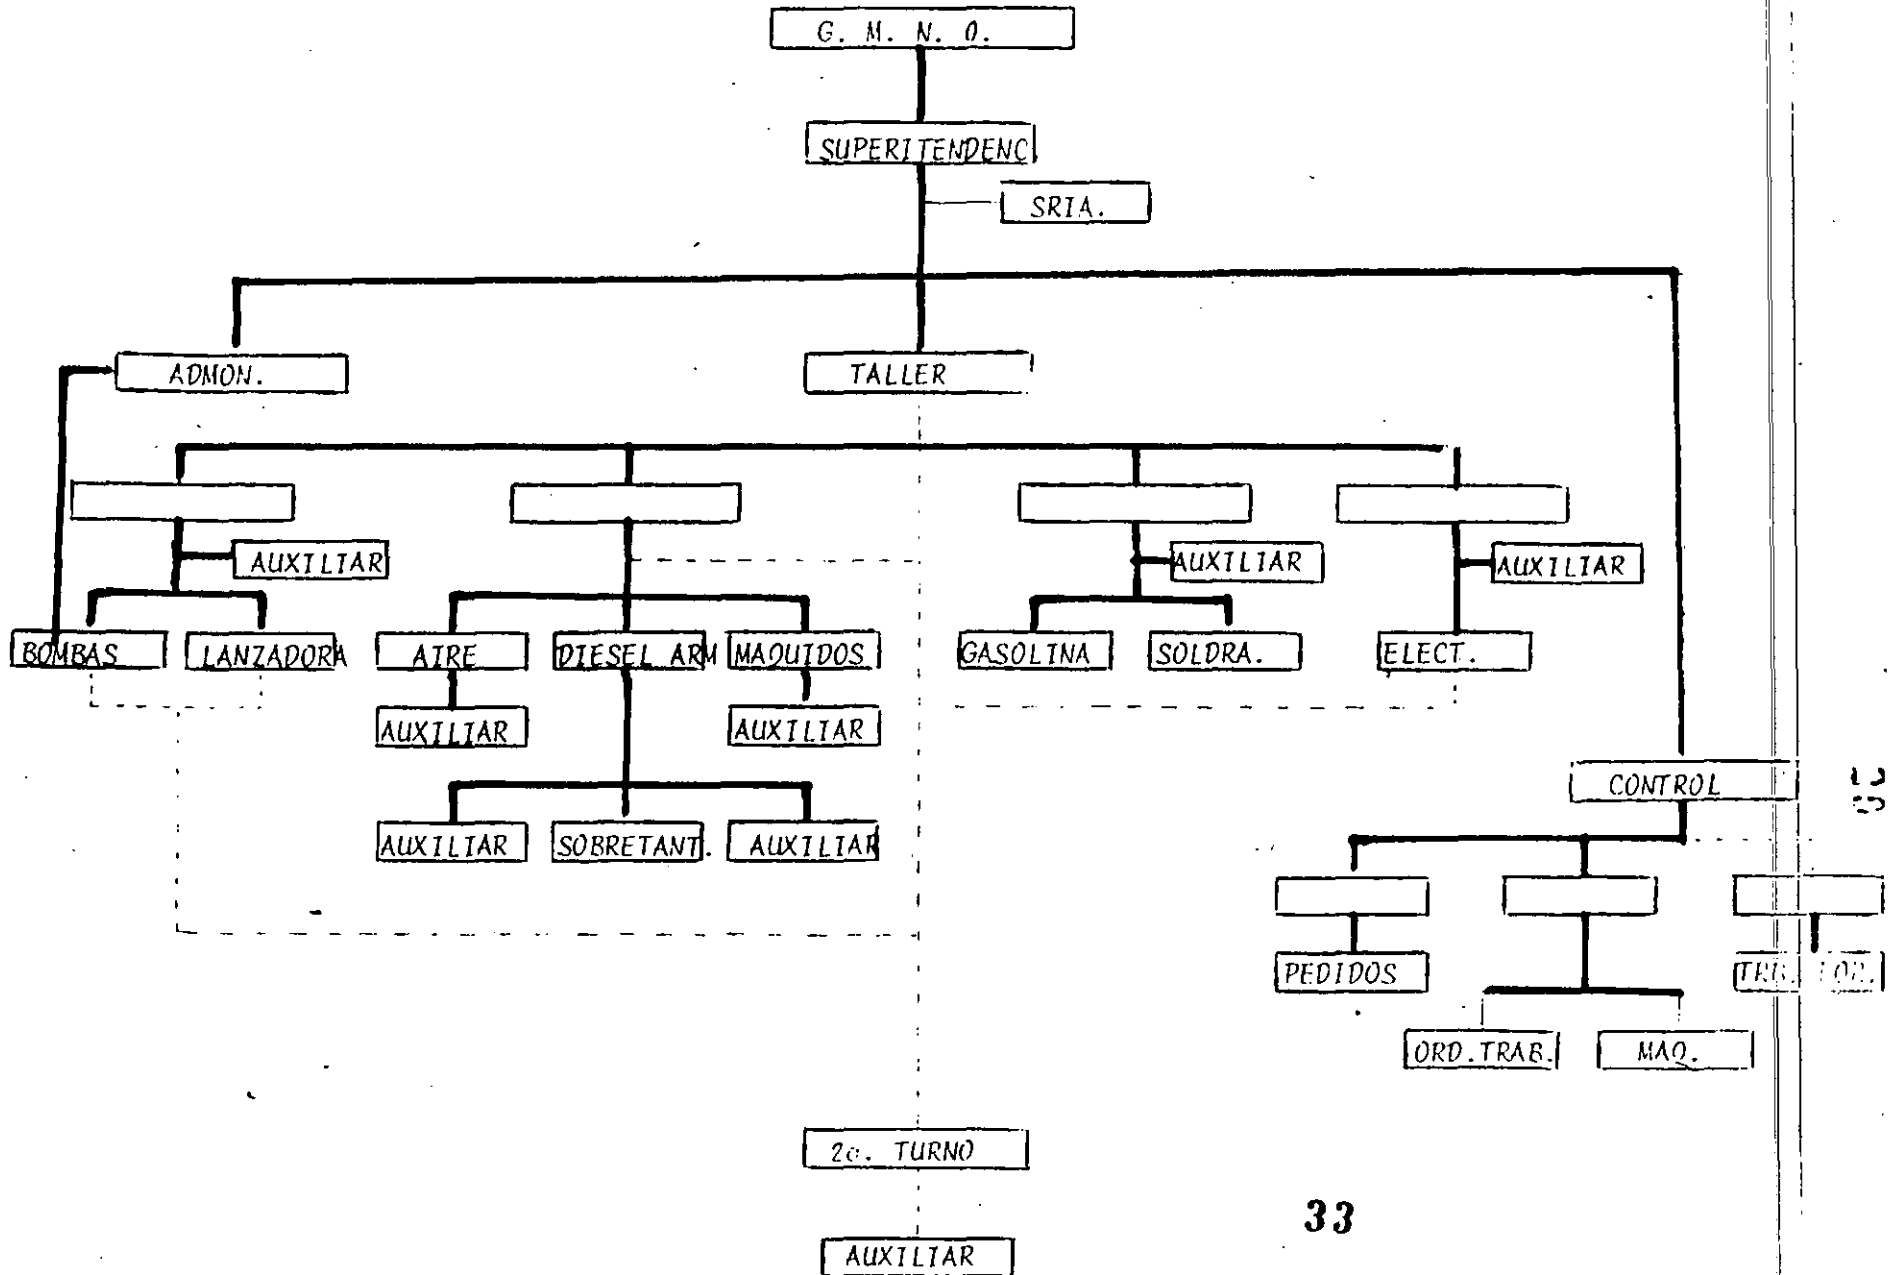 G. M. N. O.
SUPERITENDENC
SRIA.
ADMON.
TALLER
AUXILIAR
AUXILIAR
AUXILIAR
BOMBAS
LANZADORA
AIRE
DIESEL ARM
MAQUIDOS
GASOLINA
SOLDRA.
ELECT.
AUXILIAR
AUXILIAR
CONTROL
AUXILIAR
SOBRETANT.
AUXILIAR
PEDIDOS
ORD.TRAB.
MAQ.
2o. TURNO
33
AUXILIAR